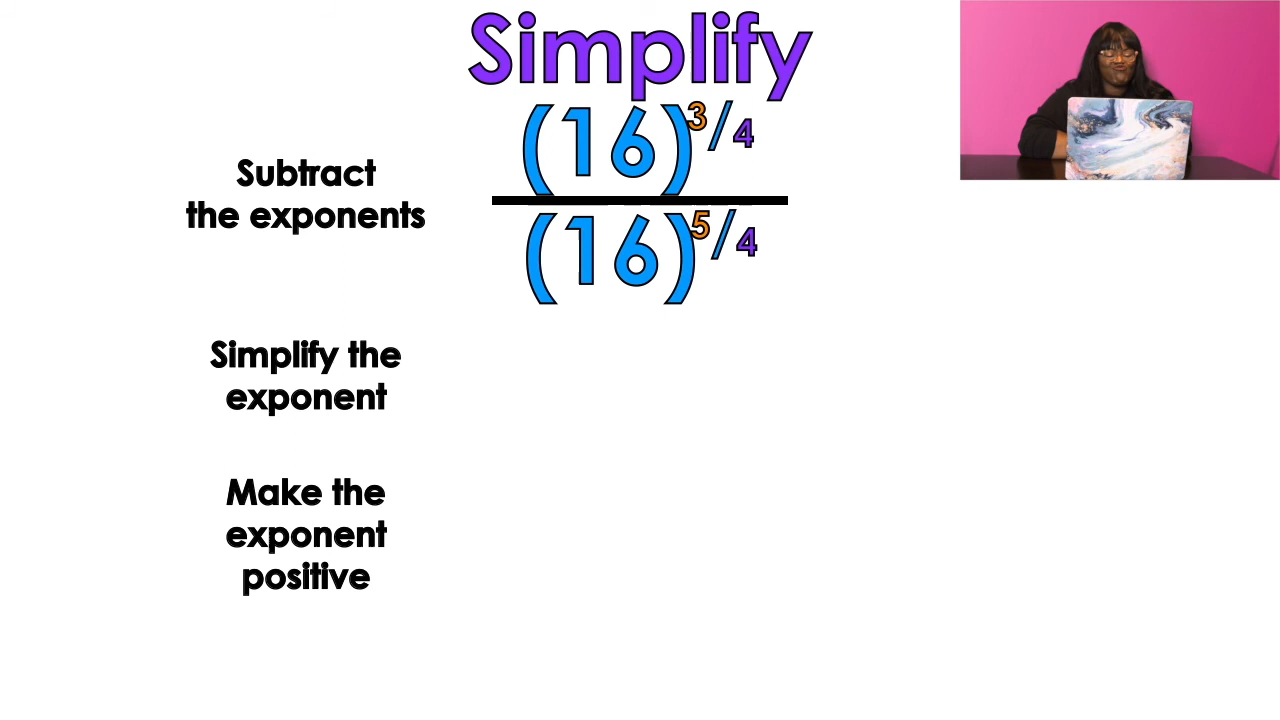 Simplify
(16)^3/4
(16)^5/4
Subtract
the exponents
Simplify the
exponent
Make the
exponent
positive